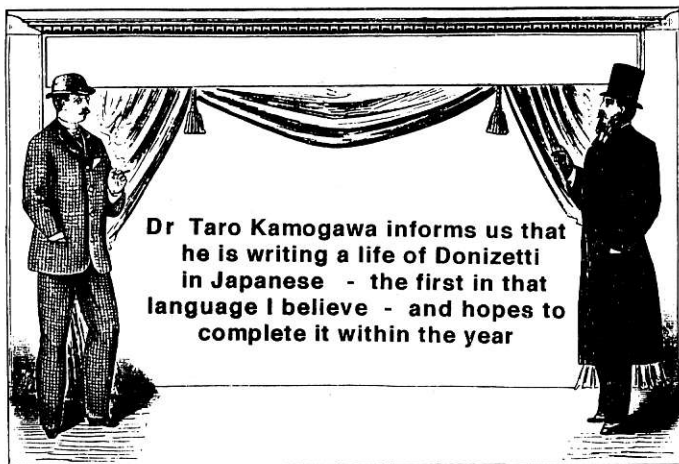 Dr Taro Kamogawa informs us that
he is writing a life of Donizetti
in Japanese - the first in that
language I believe - and hopes to
complete it within the year